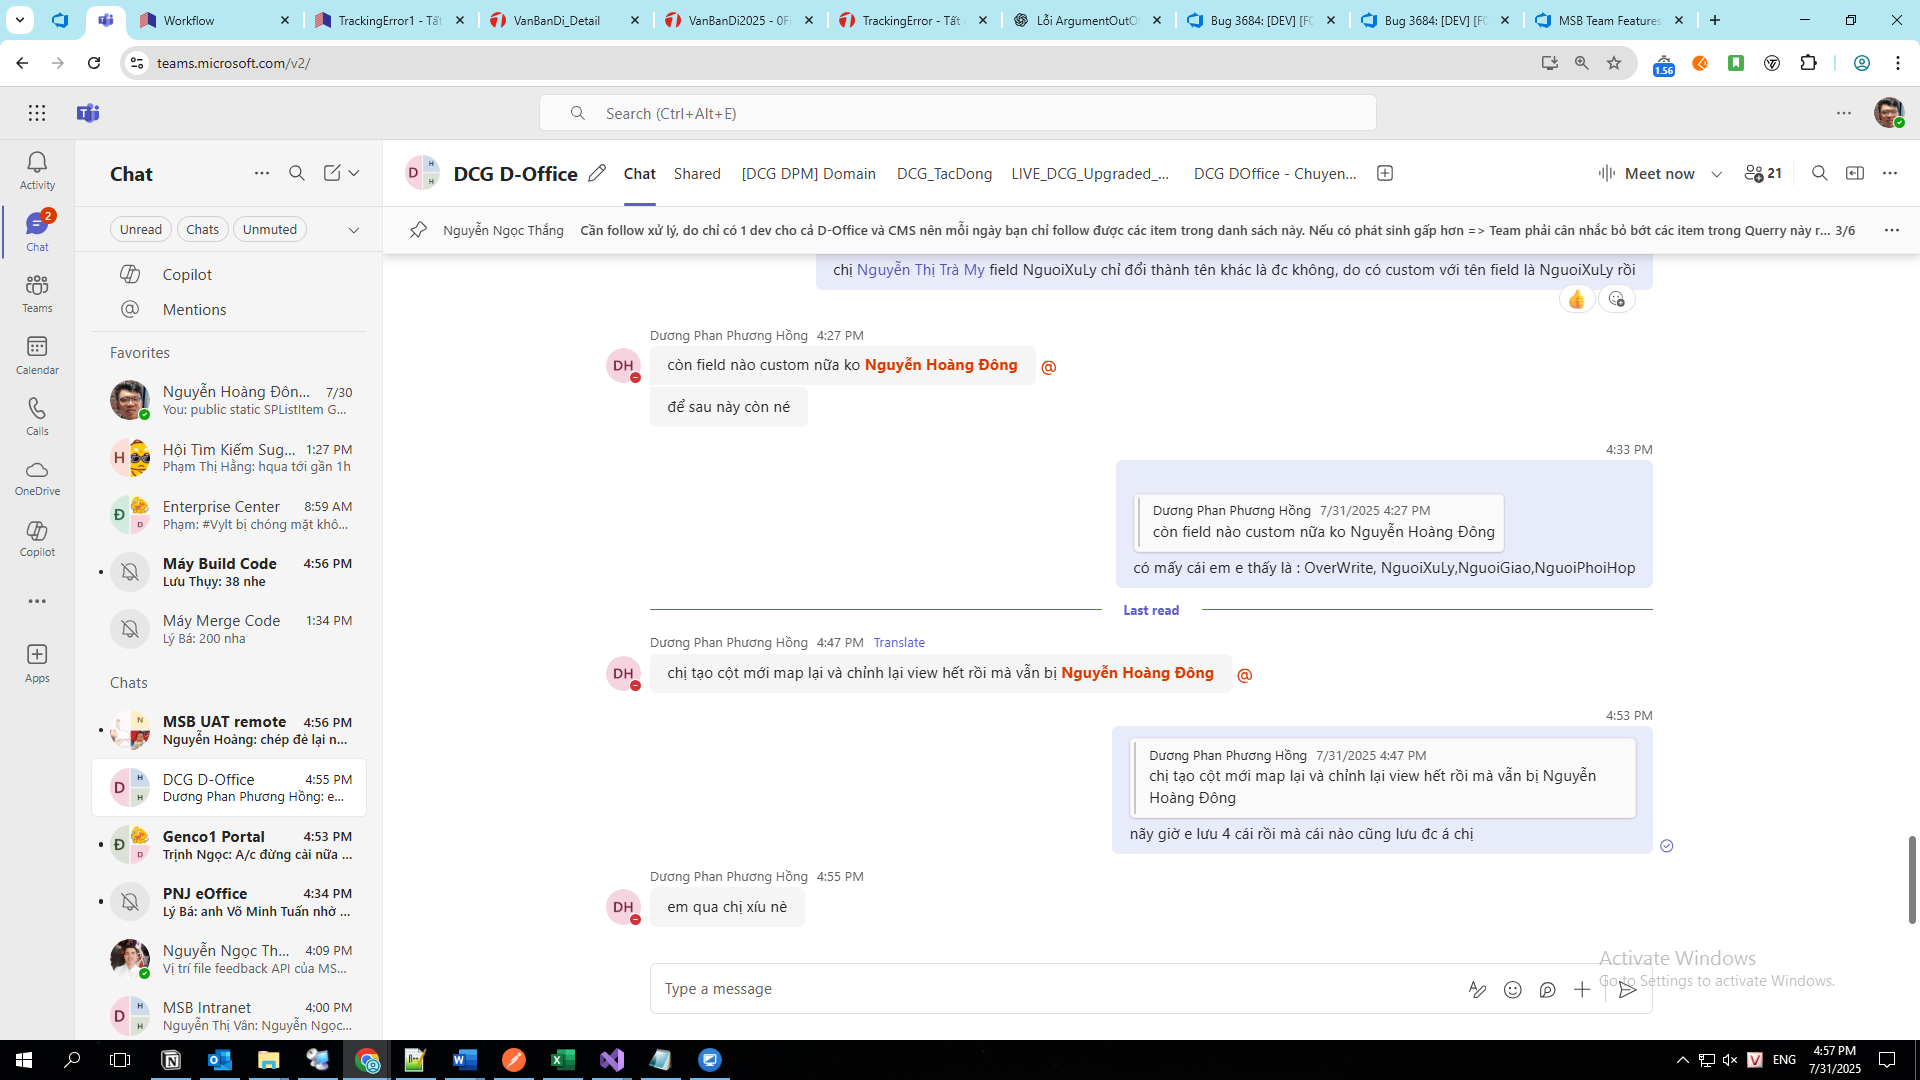 Workflow
TrackingError1 - Tất
VanBanDi_Detail
VanBanDi2025 - 0Fi
TrackingError - Tất
Lỗi ArgumentOutO
Bug 3684: [DEV] [F
Bug 3684: [DEV] [F
MSB Team Features
teams.microsoft.com/v2/
1.56
Search (Ctrl+Alt+E)
Activity
Chat
2
Teams
Calendar
Calls
OneDrive
Copilot
Apps
Chat
Unread
Chats
Unmuted
Copilot
Mentions
Favorites
Nguyễn Hoàng Đôn... 7/30
You: public static SPListItem G...
Hội Tìm Kiếm Sug... 1:27 PM
Phạm Thị Hằng: hqua tới gần 1h
Enterprise Center 8:59 AM
Phạm: #Vylt bị chóng mặt khô...
Máy Build Code 4:56 PM
Lưu Thụy: 38 nhe
Máy Merge Code 1:34 PM
Lý Bá: 200 nha
Chats
MSB UAT remote 4:56 PM
Nguyễn Hoàng: chép đè lại n...
DCG D-Office 4:55 PM
Dương Phan Phương Hồng: e...
Genco1 Portal 4:53 PM
Trịnh Ngọc: A/c đừng cài nữa ...
PNJ eOffice 4:34 PM
Lý Bá: anh Võ Minh Tuấn nhờ ...
Nguyễn Ngọc Th... 4:09 PM
Vị trí file feedback API của MS...
MSB Intranet 4:00 PM
Nguyễn Thị Vân: Nguyễn Ngọc...
DCG D-Office
Chat
Shared
[DCG DPM] Domain
DCG_TacDong
LIVE_DCG_Upgraded_...
DCG DOffice - Chuyen...
Meet now
21
Nguyễn Ngọc Thắng Cần follow xử lý, do chỉ có 1 dev cho cả D-Office và CMS nên mỗi ngày bạn chỉ follow được các item trong danh sách này. Nếu có phát sinh gấp hơn => Team phải cân nhắc bỏ bớt các item trong Querry này r... 3/6
chị Nguyễn Thị Trà My field NguoiXuLy chỉ đổi thành tên khác là đc không, do có custom với tên field là NguoiXuLy rồi
Dương Phan Phương Hồng 4:27 PM
DH
còn field nào custom nữa ko Nguyễn Hoàng Đông
để sau này còn né
4:33 PM
Dương Phan Phương Hồng 7/31/2025 4:27 PM
còn field nào custom nữa ko Nguyễn Hoàng Đông
có mấy cái em e thấy là : OverWrite, NguoiXuLy,NguoiGiao,NguoiPhoiHop
Last read
Dương Phan Phương Hồng 4:47 PM Translate
DH
chị tạo cột mới map lại và chỉnh lại view hết rồi mà vẫn bị Nguyễn Hoàng Đông
4:53 PM
Dương Phan Phương Hồng 7/31/2025 4:47 PM
chị tạo cột mới map lại và chỉnh lại view hết rồi mà vẫn bị Nguyễn
Hoàng Đông
nãy giờ e lưu 4 cái rồi mà cái nào cũng lưu đc á chị
Dương Phan Phương Hồng 4:55 PM
DH
em qua chị xíu nè
Type a message
Activate Windows
Go to Settings to activate Windows.
ENG
4:57 PM
7/31/2025